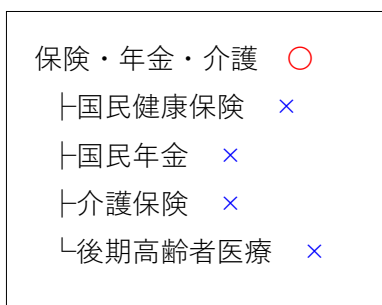 保険・年金・介護　○
├国民健康保険　×
├国民年金　×
├介護保険　×
└後期高齢者医療　×